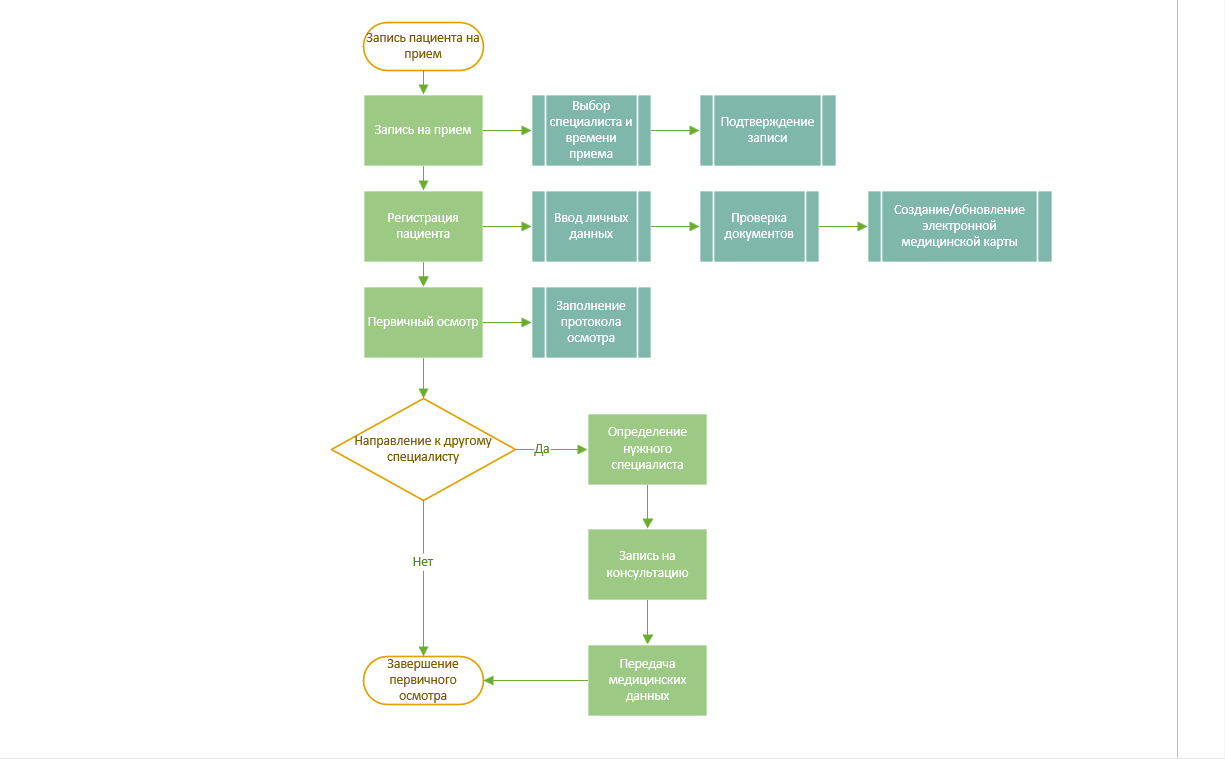 Запись пациента на
прием
Запись на прием
Выбор
специалиста и
времени
приема
Подтверждение
записи
Регистрация
пациента
Ввод личных
данных
Проверка
документов
Создание/обновление
электронной
медицинской карты
Первичный осмотр
Заполнение
протокола
осмотра
Направление к другому
специалисту
Да
Определение
нужного
специалиста
Нет
Запись на
консультацию
Завершение
первичного
осмотра
Передача
медицинских
данных